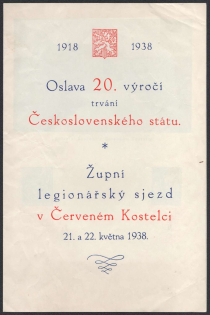 1918 1938
Oslava 20. výročí
trvání
Československého státu.
*
Župní
legionářský sjezd
v Červeném Kostelci
21. a 22. května 1938.